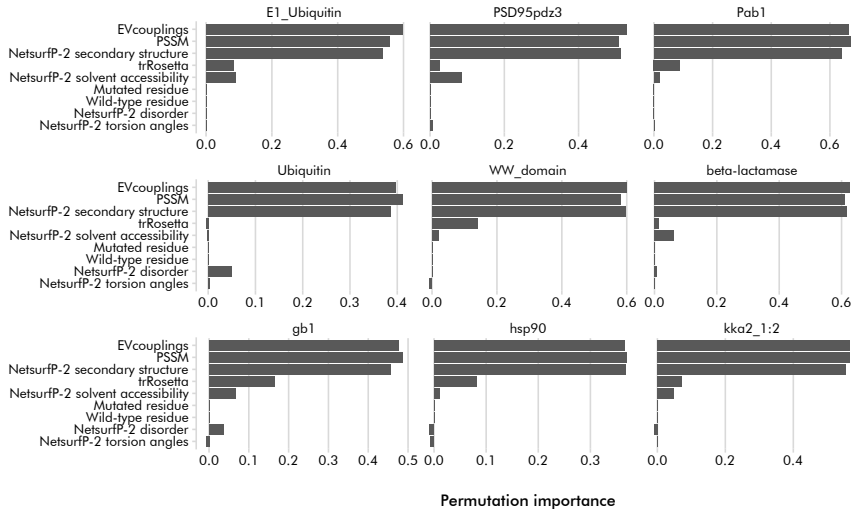 E1_Ubiquitin PSD95pdz3 Pab1
EVcouplings
PSSM
NetsurfP-2 secondary structure
trRosetta
NetsurfP-2 solvent accessibility
Mutated residue
Wild-type residue
NetsurfP-2 disorder
NetsurfP-2 torsion angles
0.0 0.2 0.4 0.6 0.0 0.2 0.4 0.0 0.2 0.4 0.6
Ubiquitin WW_domain beta-lactamase
EVcouplings
PSSM
NetsurfP-2 secondary structure
trRosetta
NetsurfP-2 solvent accessibility
Mutated residue
Wild-type residue
NetsurfP-2 disorder
NetsurfP-2 torsion angles
0.0 0.1 0.2 0.3 0.4 0.0 0.2 0.4 0.6 0.0 0.2 0.4 0.6
gb1 hsp90 kka2_1:2
EVcouplings
PSSM
NetsurfP-2 secondary structure
trRosetta
NetsurfP-2 solvent accessibility
Mutated residue
Wild-type residue
NetsurfP-2 disorder
NetsurfP-2 torsion angles
0.0 0.1 0.2 0.3 0.4 0.5 0.0 0.1 0.2 0.3 0.0 0.2 0.4
Permutation importance